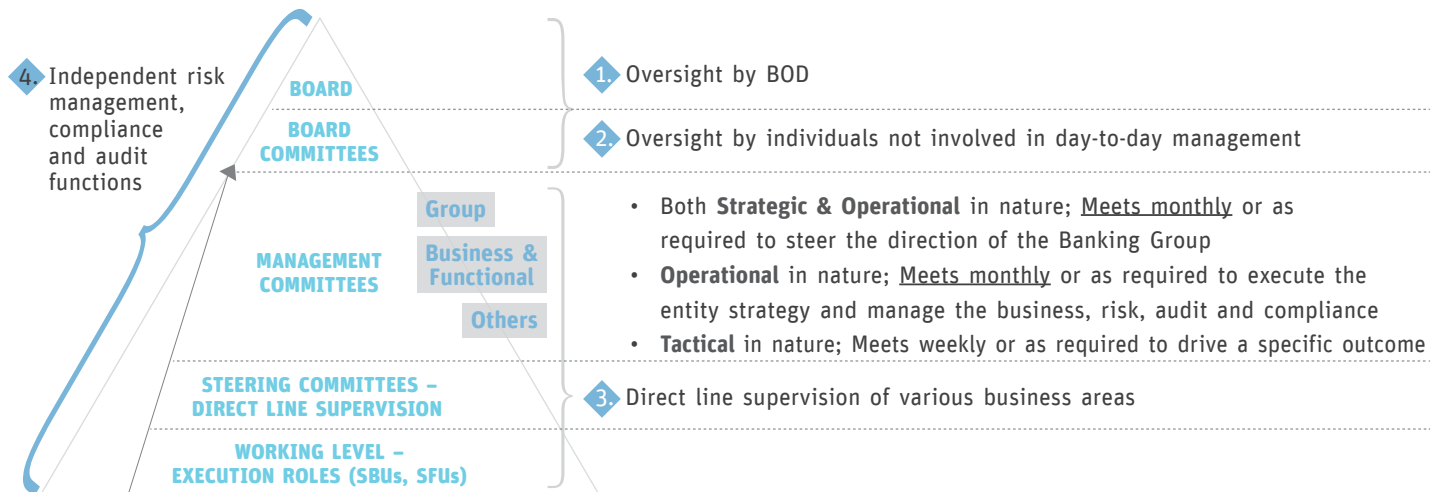 4. Independent risk
management,
compliance
and audit
functions
BOARD
1. Oversight by BOD
BOARD
COMMITTEES
2. Oversight by individuals not involved in day-to-day management
MANAGEMENT
COMMITTEES
Group
Business &
Functional
Others
• Both Strategic & Operational in nature; Meets monthly or as
required to steer the direction of the Banking Group
• Operational in nature; Meets monthly or as required to execute the
entity strategy and manage the business, risk, audit and compliance
• Tactical in nature; Meets weekly or as required to drive a specific outcome
STEERING COMMITTEES –
DIRECT LINE SUPERVISION
3. Direct line supervision of various business areas
WORKING LEVEL –
EXECUTION ROLES (SBUs, SFUs)